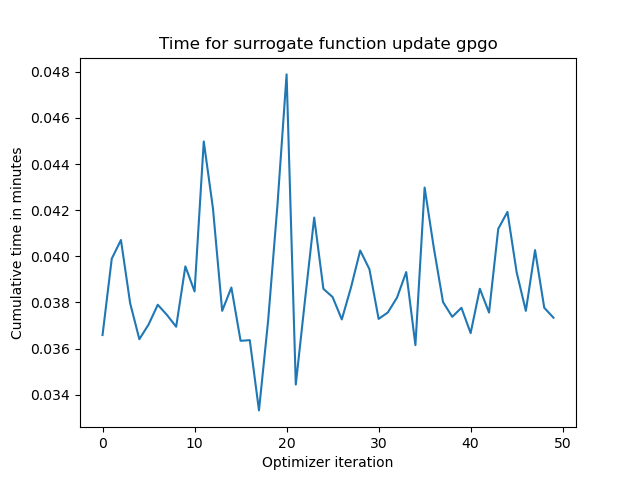 Time for surrogate function update gpgo
0.048
0.046
0.044
0.042
0.040
0.038
0.036
0.034
Cumulative time in minutes
0 10 20 30 40 50
Optimizer iteration